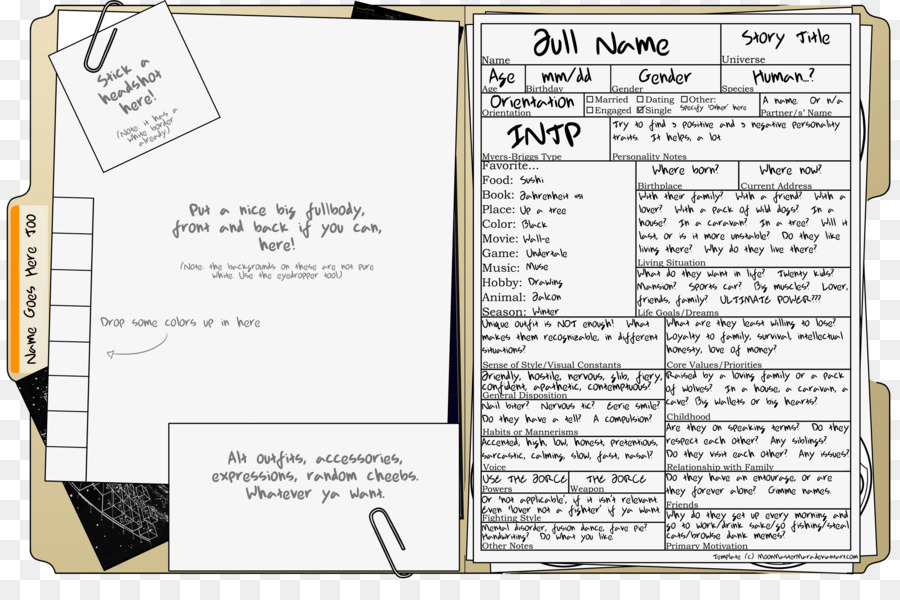 Stick a
headshot
here!
(Note: it has a
white border
already)
Name Goes Here Too
Put a nice big fullbody,
front and back if you can,
here!
(Note: the backgrounds on these are not pure
white. Use the eyedropper tool)
Drop some colors up in here
Alt outfits, accessories,
expressions, random cheebs.
Whatever ya want.
Full Name
Name
Story Title
Universe
Age
Age
mm/dd
Birthday
Gender
Gender
Human..?
Species
Orientation
Orientation
Married Dating Other:
Engaged Single Specify 'Other' here
A name. Or n/a
Partner/s' Name
INTP
Myers-Briggs Type
Try to find 3 positive and 3 negative personality
traits. It helps, a lot.
Personality Notes
Favorite...
Food: Sushi
Book: Fahrenheit 451
Place: Up a tree
Color: Black
Movie: Wall-e
Game: Undertale
Music: Muse
Hobby: Drawing
Animal: Falcon
Season: Winter
Where born?
Birthplace
Where now?
Current Address
With their family? With a friend? With a
lover? With a pack of wild dogs? In a
house? In a caravan? In a tree? Will it
last, or is it more unstable? Do they like
living there? Why do they live there?
Living Situation
What do they want in life? Twenty kids?
Mansion? Sports car? Big muscles? Lover,
friends, family? ULTIMATE POWER???
Life Goals/Dreams
Unique outfit is NOT enough! What
makes them recognizable, in different
situations?
Sense of Style/Visual Constants
What are they least willing to lose?
Loyalty to family, survival, intellectual
honesty, love of money?
Core Values/Priorities
Friendly, hostile, nervous, glib, fiery,
confident, apathetic, contemptuous?
General Disposition
Raised by a loving family or a pack
of wolves? In a house, a caravan, a
cave? Big wallets or big hearts?
Childhood
Nail biter? Nervous tic? Eerie smile?
Do they have a tell? A compulsion?
Habits or Mannerisms
Are they on speaking terms? Do they
respect each other? Any siblings?
Do they visit each other? Any issues?
Relationship with Family
Accented, high, low, honest, pretentious,
sarcastic, calming, slow, fast, nasal?
Voice
USE THE FORCE
Powers
THE FORCE
Weapon
Do they have an entourage, or are
they forever alone? Gimme names.
Friends
Or 'not applicable', if it isn't relevant.
Even 'lover not a fighter' if ya want
Fighting Style
Why do they get up every morning and
go to work/drink sake/go fishing/steal
cats/browse dank memes?
Primary Motivation
Mental disorder, fusion dance, fave pie?
Handwriting? Do what you like
Other Notes
Template (c) MoonMasterMara.deviantart.com